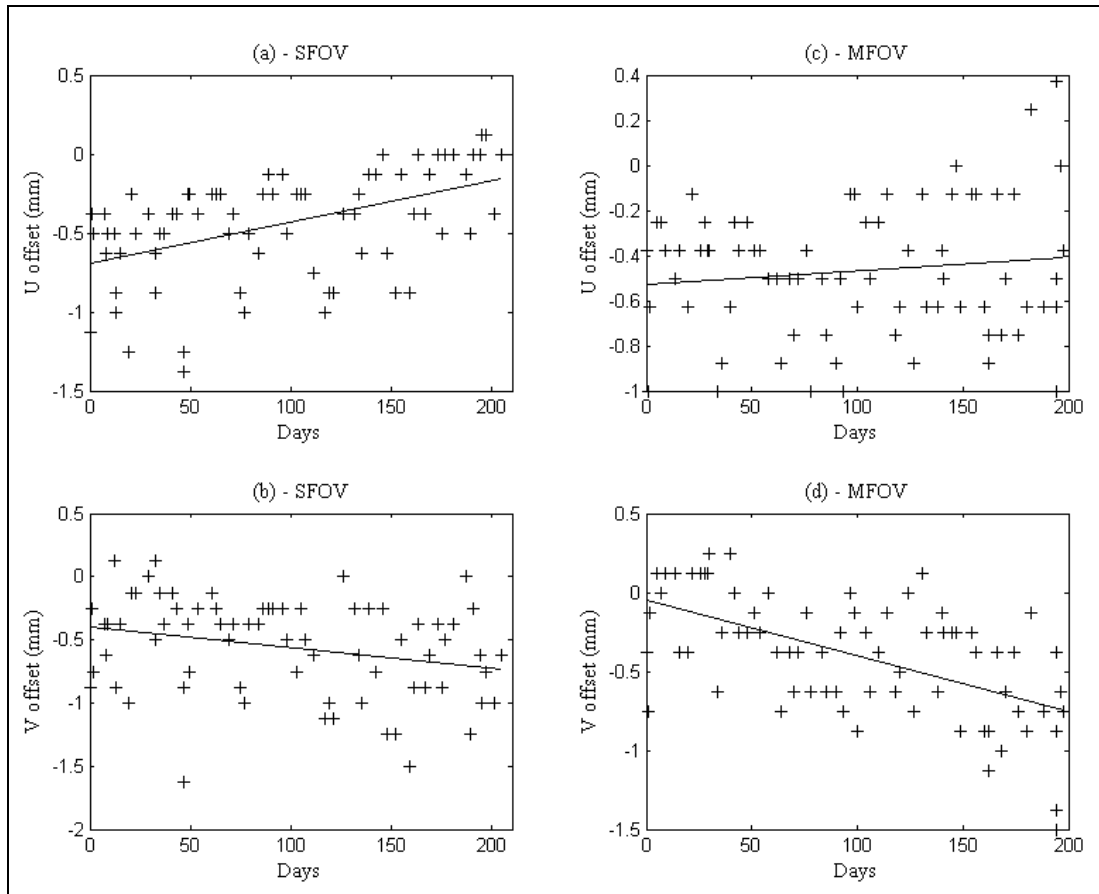 (a) - SFOV
0.5
0
-0.5
-1
-1.5
U offset (mm)
0 50 100 150 200
Days
(c) - MFOV
0.4
0.2
0
-0.2
-0.4
-0.6
-0.8
-1
U offset (mm)
0 50 100 150 200
Days
(b) - SFOV
0.5
0
-0.5
-1
-1.5
-2
V offset (mm)
0 50 100 150 200
Days
(d) - MFOV
0.5
0
-0.5
-1
-1.5
V offset (mm)
0 50 100 150 200
Days